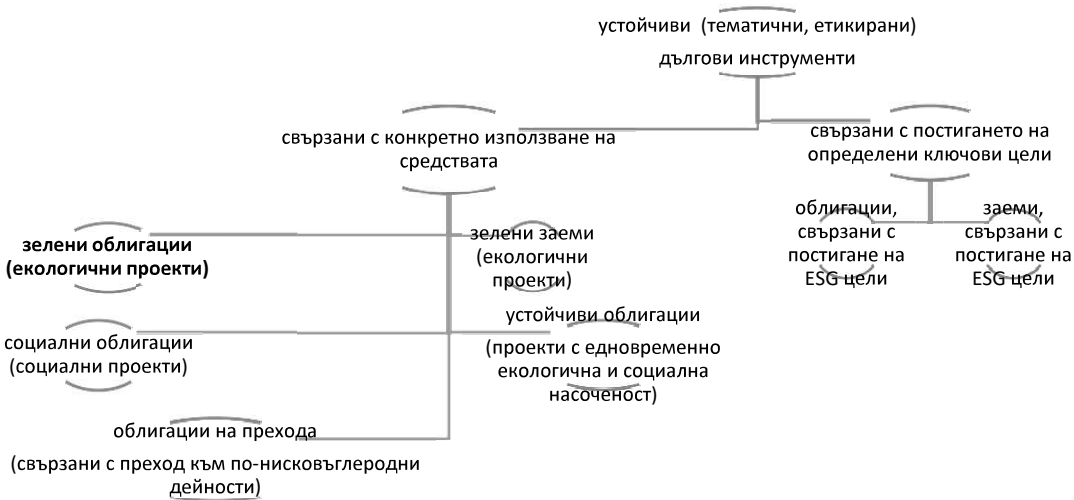 устойчиви (тематични, етикирани)
дългови инструменти
свързани с конкретно използване на
средствата
свързани с постигането на
определени ключови цели
зелени облигации
(екологични проекти)
зелени заеми
(екологични
проекти)
облигации,
свързани с
постигане на
ESG цели
заеми,
свързани с
постигане на
ESG цели
социални облигации
(социални проекти)
устойчиви облигации
(проекти с едновременно
екологична и социална
насоченост)
облигации на прехода
(свързани с преход към по-нисковъглеродни
дейности)